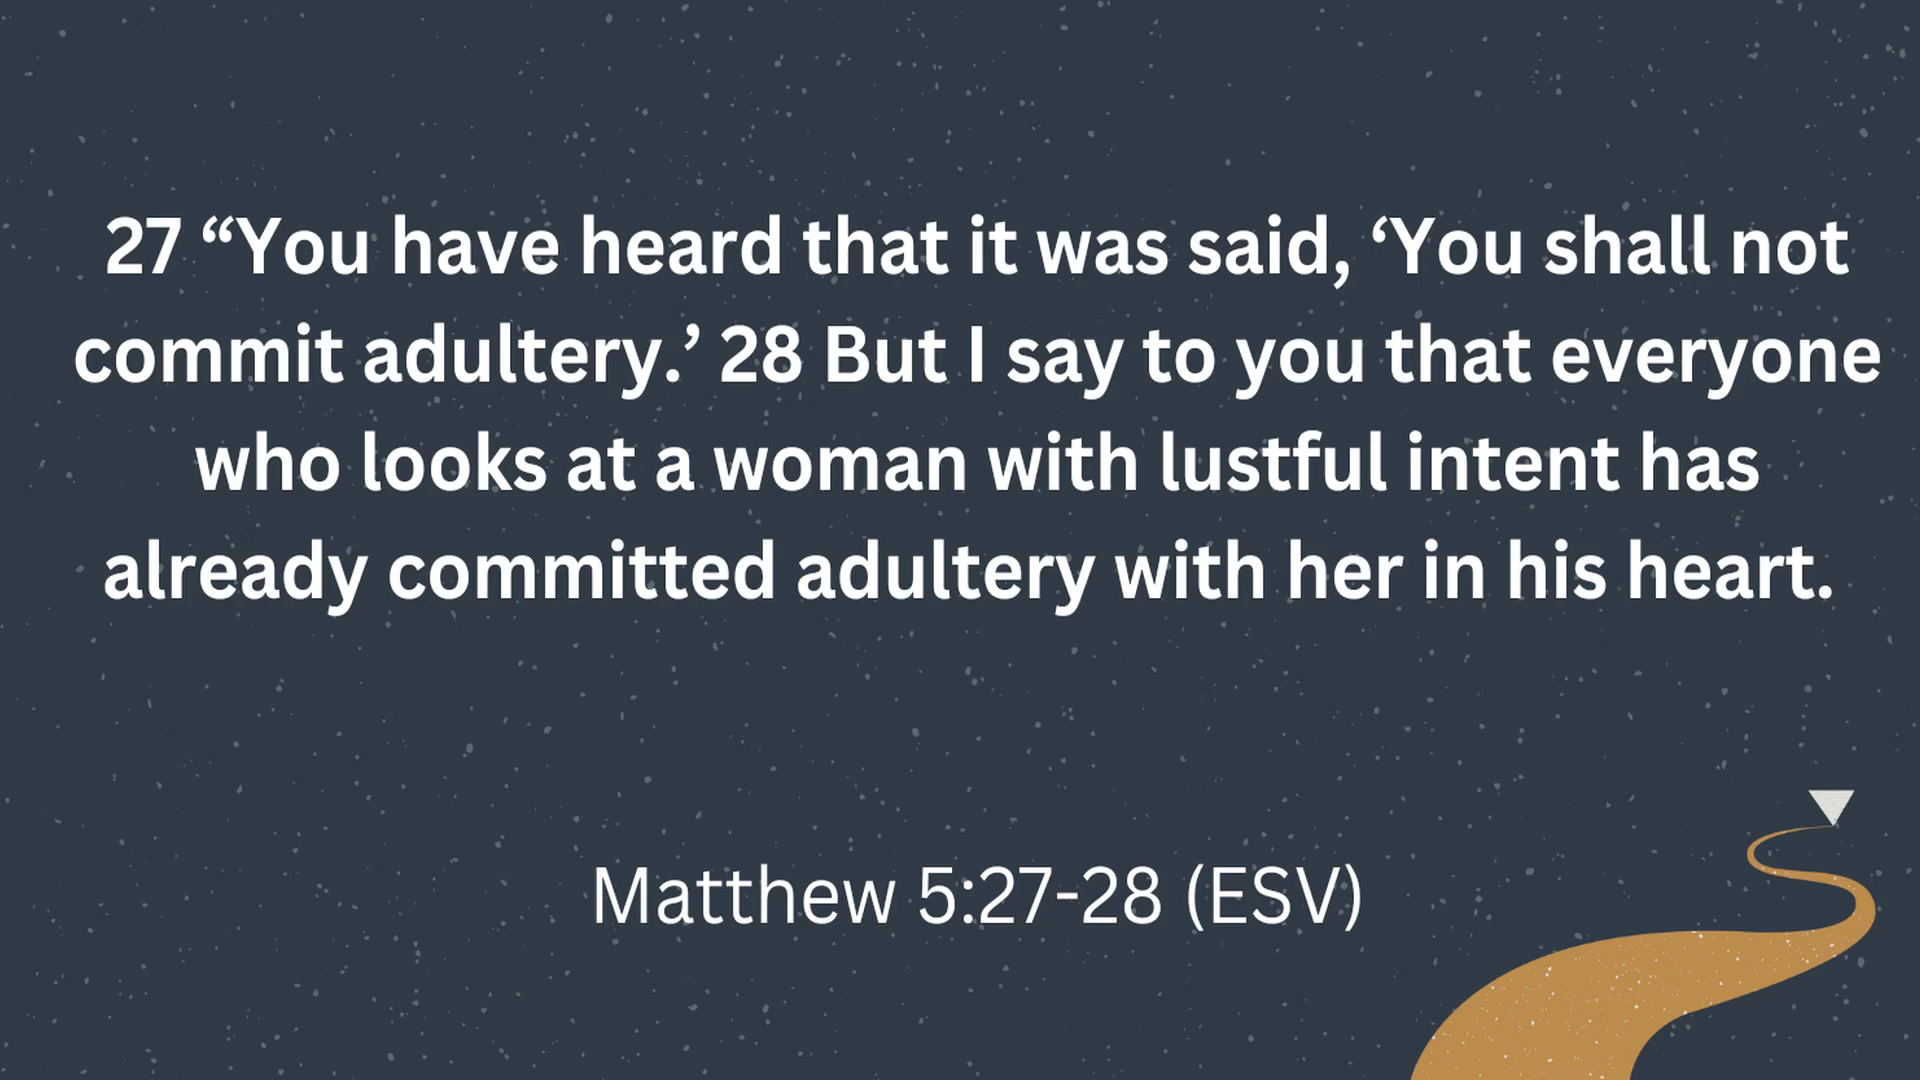 27 “You have heard that it was said, ‘You shall not
commit adultery.’ 28 But I say to you that everyone
who looks at a woman with lustful intent has
already committed adultery with her in his heart.
Matthew 5:27-28 (ESV)